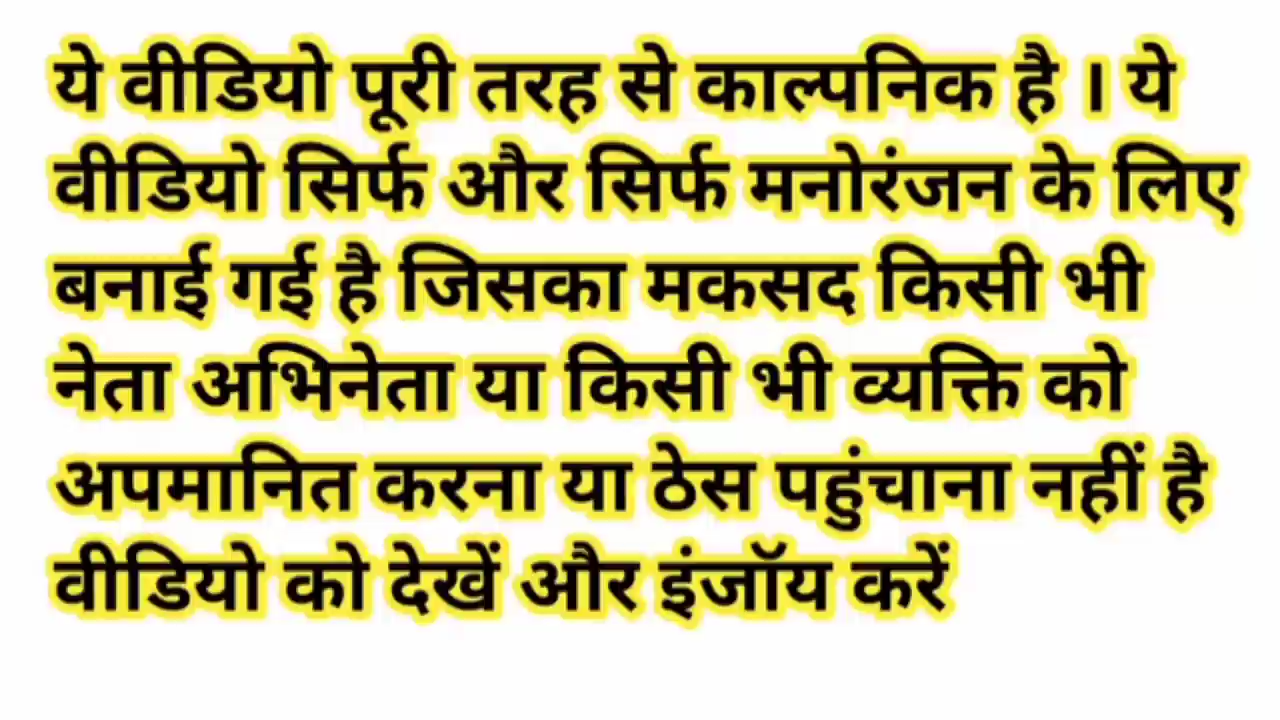 ये वीडियो पूरी तरह से काल्पनिक है । ये
वीडियो सिर्फ और सिर्फ मनोरंजन के लिए
बनाई गई है जिसका मकसद किसी भी
नेता अभिनेता या किसी भी व्यक्ति को
अपमानित करना या ठेस पहुंचाना नहीं है
वीडियो को देखें और इंजॉय करें